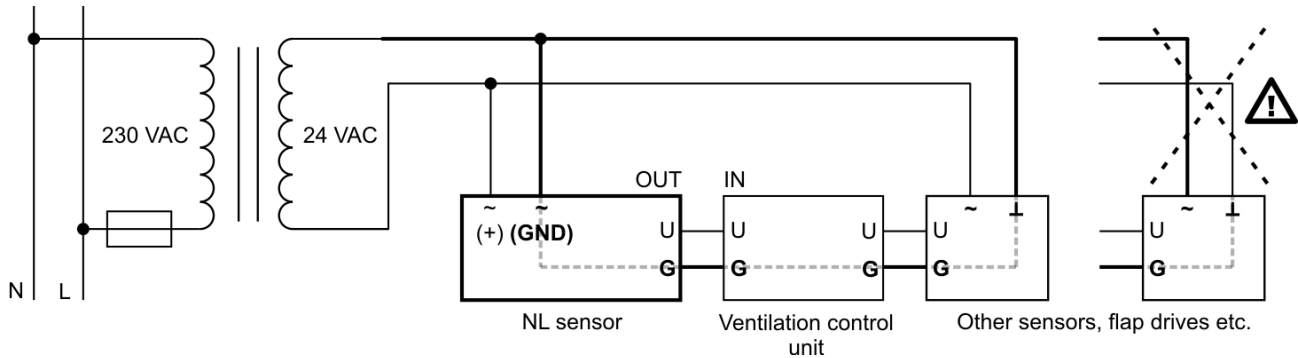 230 VAC
24 VAC
OUT
IN
~ ~
~ ⊥
~ ⊥
(+) (GND)
U
U
U
U
U
G
G
G
G
G
N
L
NL sensor
Ventilation control
unit
Other sensors, flap drives etc.
!